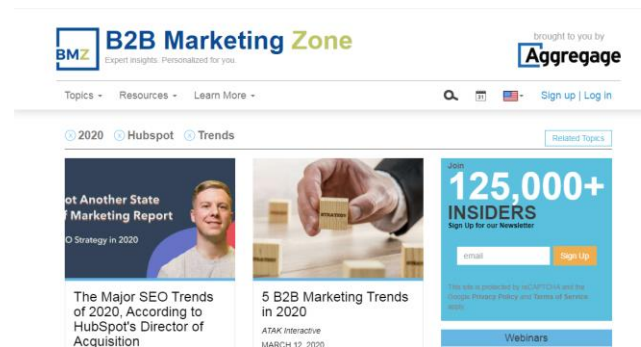 BMZ
B2B Marketing Zone
Expert insights. Personalized for you.
brought to you by
Aggregage
Topics
Resources
Learn More
31
Sign up | Log in
2020 Hubspot Trends
Related Topics
ot Another State
f Marketing Report
O Strategy in 2020
STRATEGY
The Major SEO Trends
of 2020, According to
HubSpot's Director of
Acquisition
5 B2B Marketing Trends
in 2020
ATAK Interactive
MARCH 12, 2020
Join
125,000+
INSIDERS
Sign Up for our Newsletter
email
Sign Up
This site is protected by reCAPTCHA and the
Google Privacy Policy and Terms of Service
apply.
Webinars